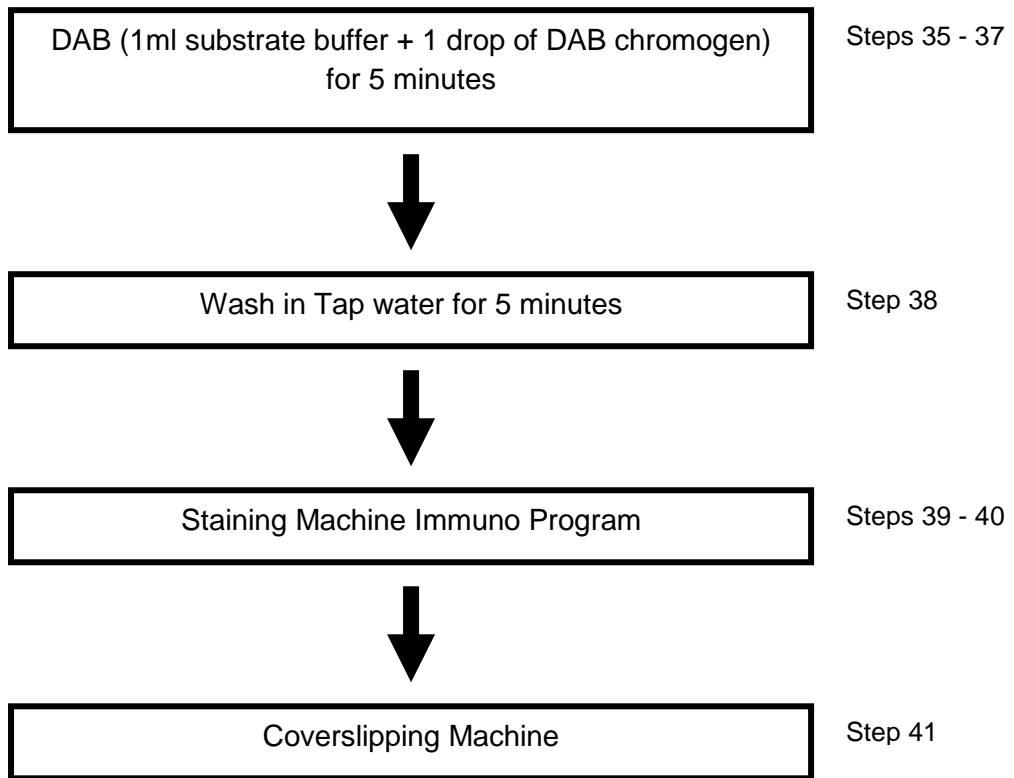 DAB (1ml substrate buffer + 1 drop of DAB chromogen)
for 5 minutes
Steps 35 - 37
Wash in Tap water for 5 minutes
Step 38
Staining Machine Immuno Program
Steps 39 - 40
Coverslipping Machine
Step 41